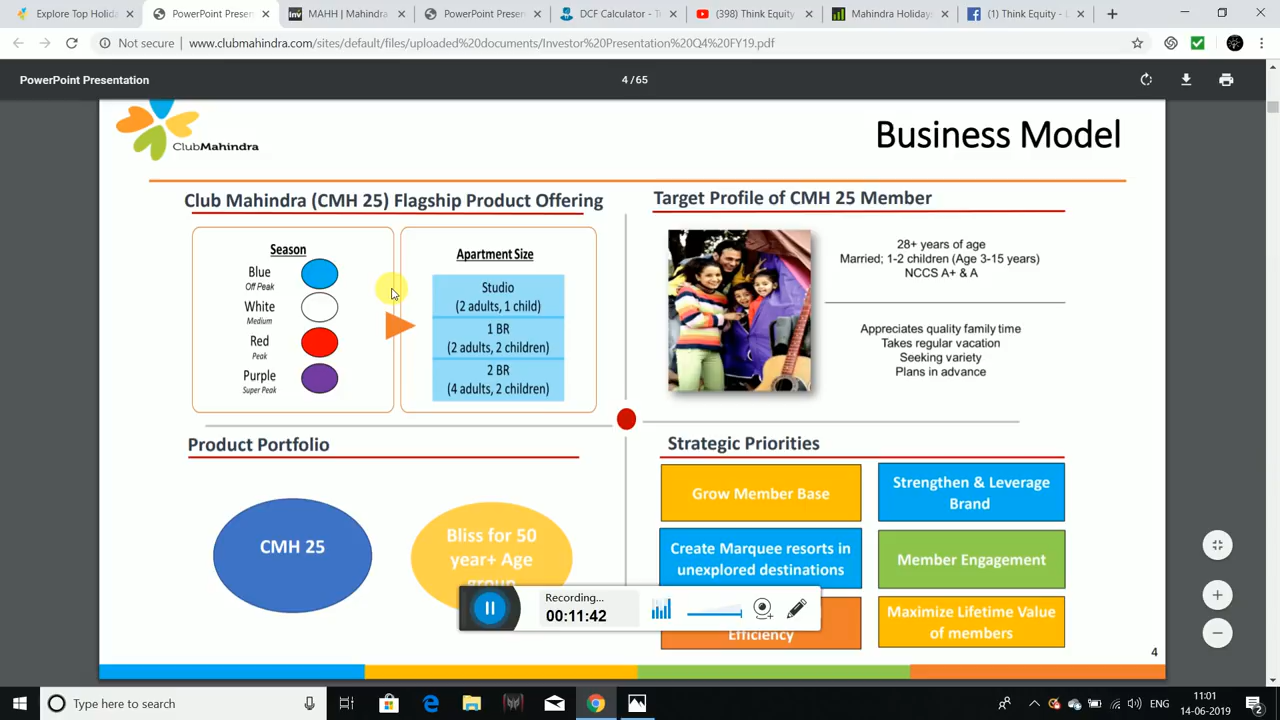 Explore Top Holida
PowerPoint Presen
MAHH | Mahindra
PowerPoint Presen
DCF Calculator - T
(398) Think Equity
Mahindra Holiday
(1) Think Equity - L
Not secure
www.clubmahindra.com/sites/default/files/uploaded%20documents/Investor%20Presentation%20Q4%20FY19.pdf
PowerPoint Presentation
4 / 65
ClubMahindra
Business Model
Club Mahindra (CMH 25) Flagship Product Offering
Season
Blue
Off Peak
White
Medium
Red
Peak
Purple
Super Peak
Apartment Size
Studio
(2 adults, 1 child)
1 BR
(2 adults, 2 children)
2 BR
(4 adults, 2 children)
Target Profile of CMH 25 Member
28+ years of age
Married; 1-2 children (Age 3-15 years)
NCCS A+ & A
Appreciates quality family time
Takes regular vacation
Seeking variety
Plans in advance
Product Portfolio
CMH 25
Bliss for 50
year+ Age
group
Strategic Priorities
Grow Member Base
Strengthen & Leverage
Brand
Create Marquee resorts in
unexplored destinations
Member Engagement
Efficiency
Maximize Lifetime Value
of members
4
Recording...
00:11:42
Type here to search
ENG
11:01
14-06-2019
2